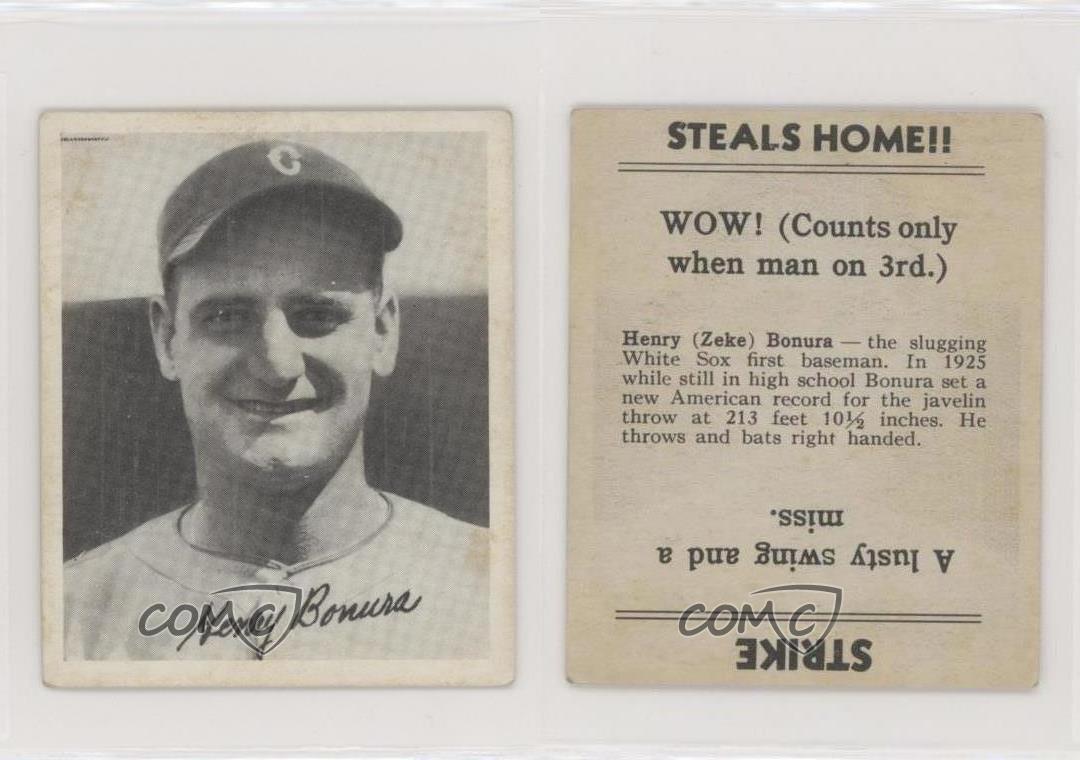 C
Henry Bonura
COMC
STEALS HOME!!
WOW! (Counts only
when man on 3rd.)
Henry (Zeke) Bonura — the slugging
White Sox first baseman. In 1925
while still in high school Bonura set a
new American record for the javelin
throw at 213 feet 10½ inches. He
throws and bats right handed.
A lusty swing and a
miss.
STRIKE
COMC